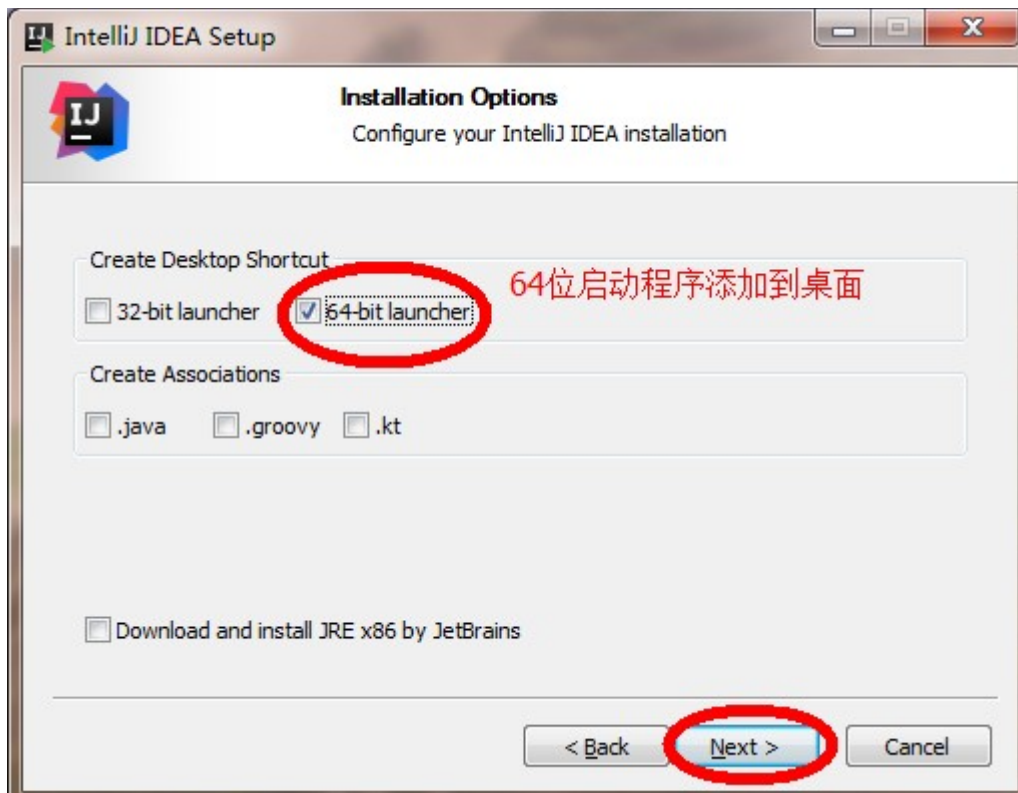 IntelliJ IDEA Setup
IJ
Installation Options
Configure your IntelliJ IDEA installation
Create Desktop Shortcut
32-bit launcher 64-bit launcher 64位启动程序添加到桌面
Create Associations
.java .groovy .kt
Download and install JRE x86 by JetBrains
< Back Next > Cancel